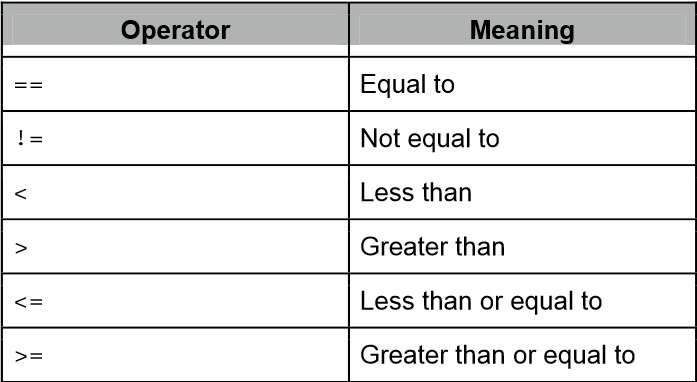 Operator Meaning
== Equal to
!= Not equal to
< Less than
> Greater than
<= Less than or equal to
>= Greater than or equal to